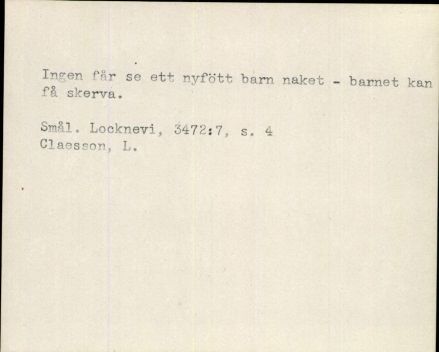 Ingen får se ett nyfött barn naket - barnet kan
få skerva.
Smål. Locknevi, 3472:7, s. 4
Claesson, L.